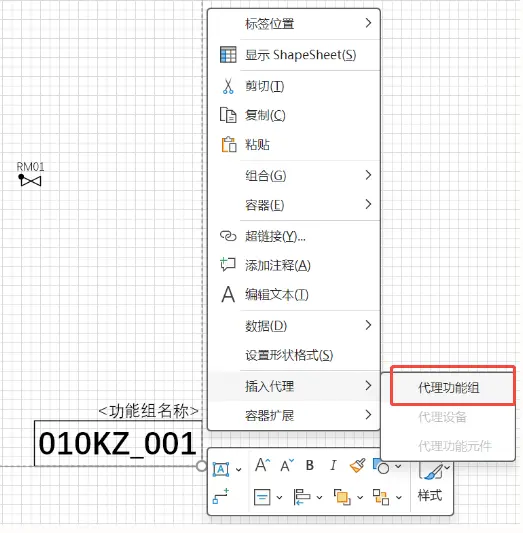 标签位置
显示 ShapeSheet(S)
剪切(T)
复制(C)
粘贴
组合(G)
容器(E)
超链接(Y)...
添加注释(A)
A 编辑文本(T)
数据(D)
设置形状格式(S)
插入代理
容器扩展
代理功能组
代理设备
代理功能元件
RM01
<功能组名称>
010KZ_001
A A A B I
样式